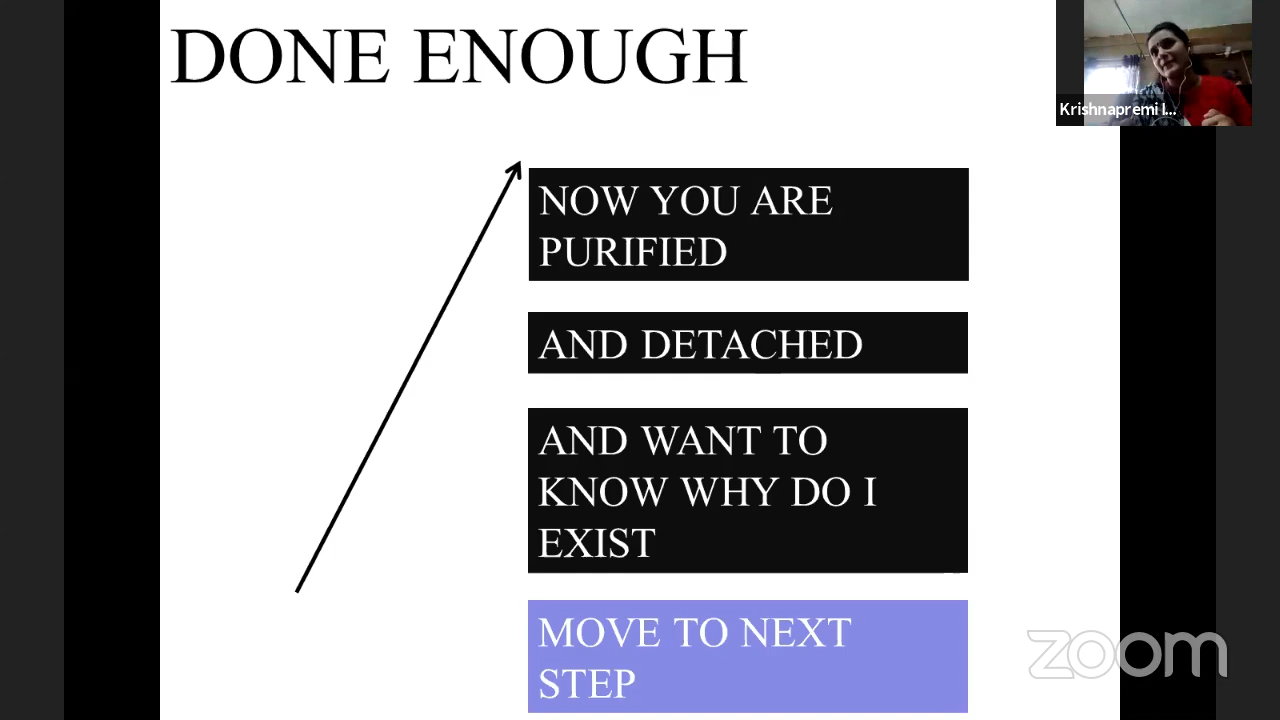 DONE ENOUGH
Krishnapremi I...
NOW YOU ARE
PURIFIED
AND DETACHED
AND WANT TO
KNOW WHY DO I
EXIST
MOVE TO NEXT
STEP
zoom